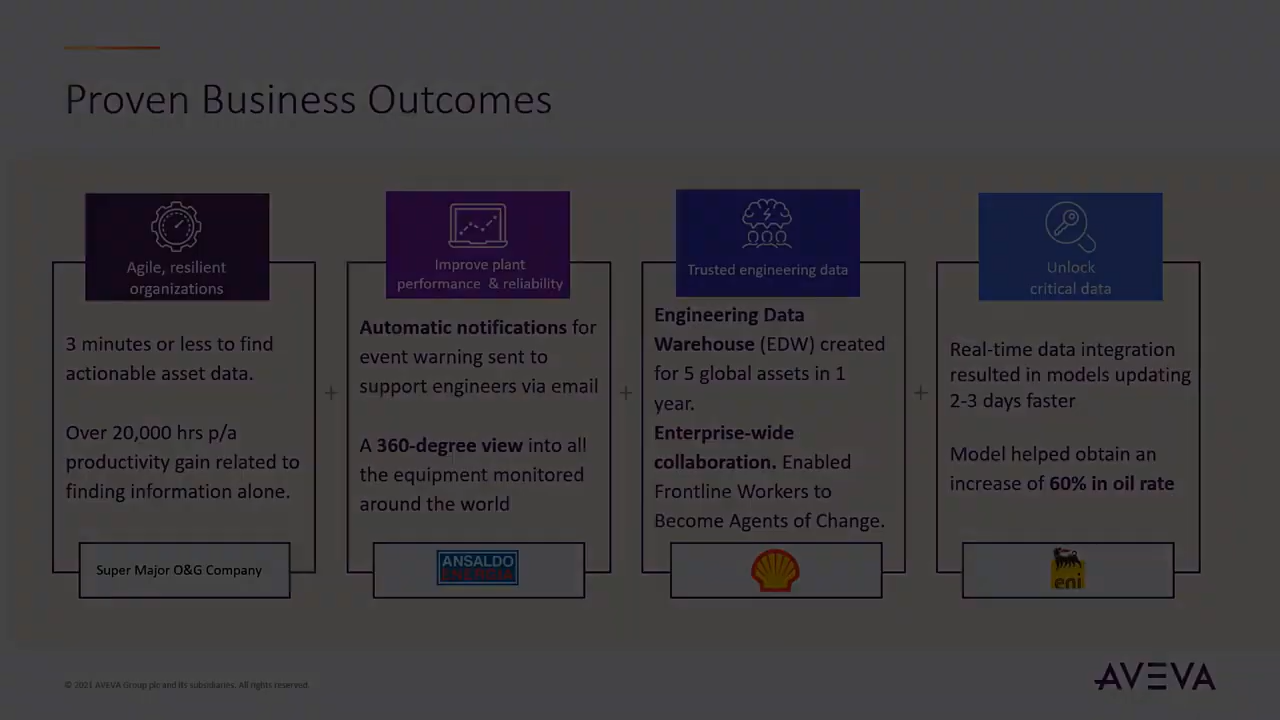 Proven Business Outcomes
Agile, resilient
organizations
3 minutes or less to find
actionable asset data.
Over 20,000 hrs p/a
productivity gain related to
finding information alone.
Super Major O&G Company
+
Improve plant
performance & reliability
Automatic notifications for
event warning sent to
support engineers via email
A 360-degree view into all
the equipment monitored
around the world
ANSALDO
ENERGIA
+
Trusted engineering data
Engineering Data
Warehouse (EDW) created
for 5 global assets in 1
year.
Enterprise-wide
collaboration. Enabled
Frontline Workers to
Become Agents of Change.
+
Unlock
critical data
Real-time data integration
resulted in models updating
2-3 days faster
Model helped obtain an
increase of 60% in oil rate
eni
© 2021 AVEVA Group plc and its subsidiaries. All rights reserved.
AVEVA